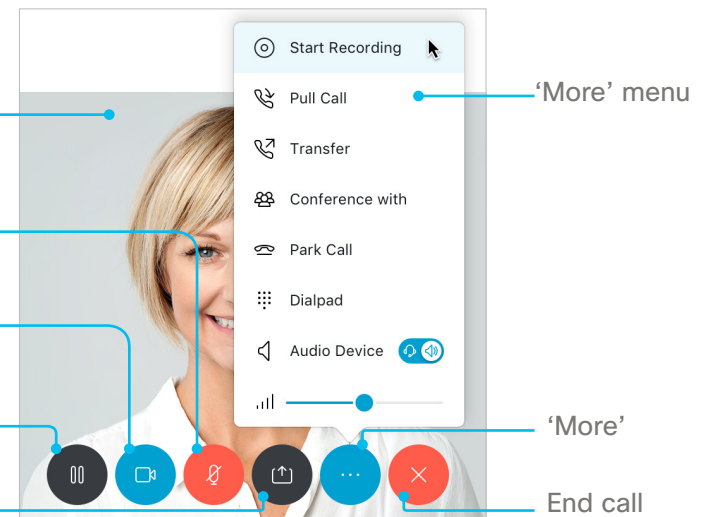 Start Recording
Pull Call
'More' menu
Transfer
Conference with
Park Call
Dialpad
Audio Device
'More'
End call